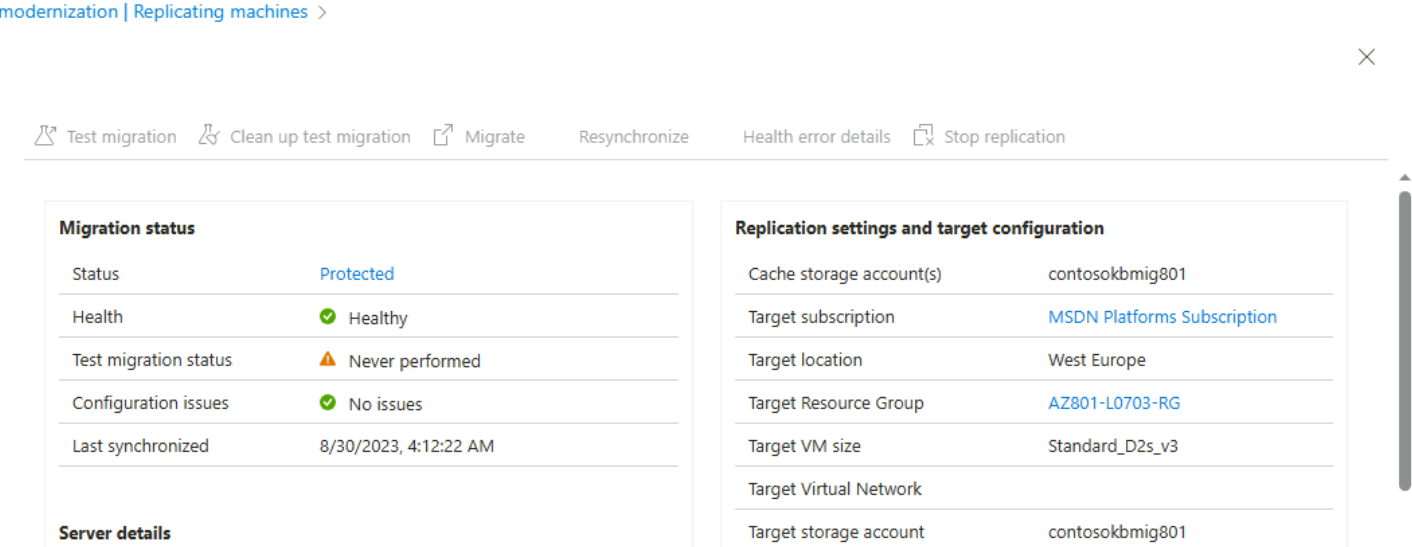 modernization | Replicating machines >
Test migration Clean up test migration Migrate Resynchronize Health error details Stop replication
Migration status
Status Protected
Health Healthy
Test migration status Never performed
Configuration issues No issues
Last synchronized 8/30/2023, 4:12:22 AM
Server details
Replication settings and target configuration
Cache storage account(s) contosokbmig801
Target subscription MSDN Platforms Subscription
Target location West Europe
Target Resource Group AZ801-L0703-RG
Target VM size Standard_D2s_v3
Target Virtual Network
Target storage account contosokbmig801